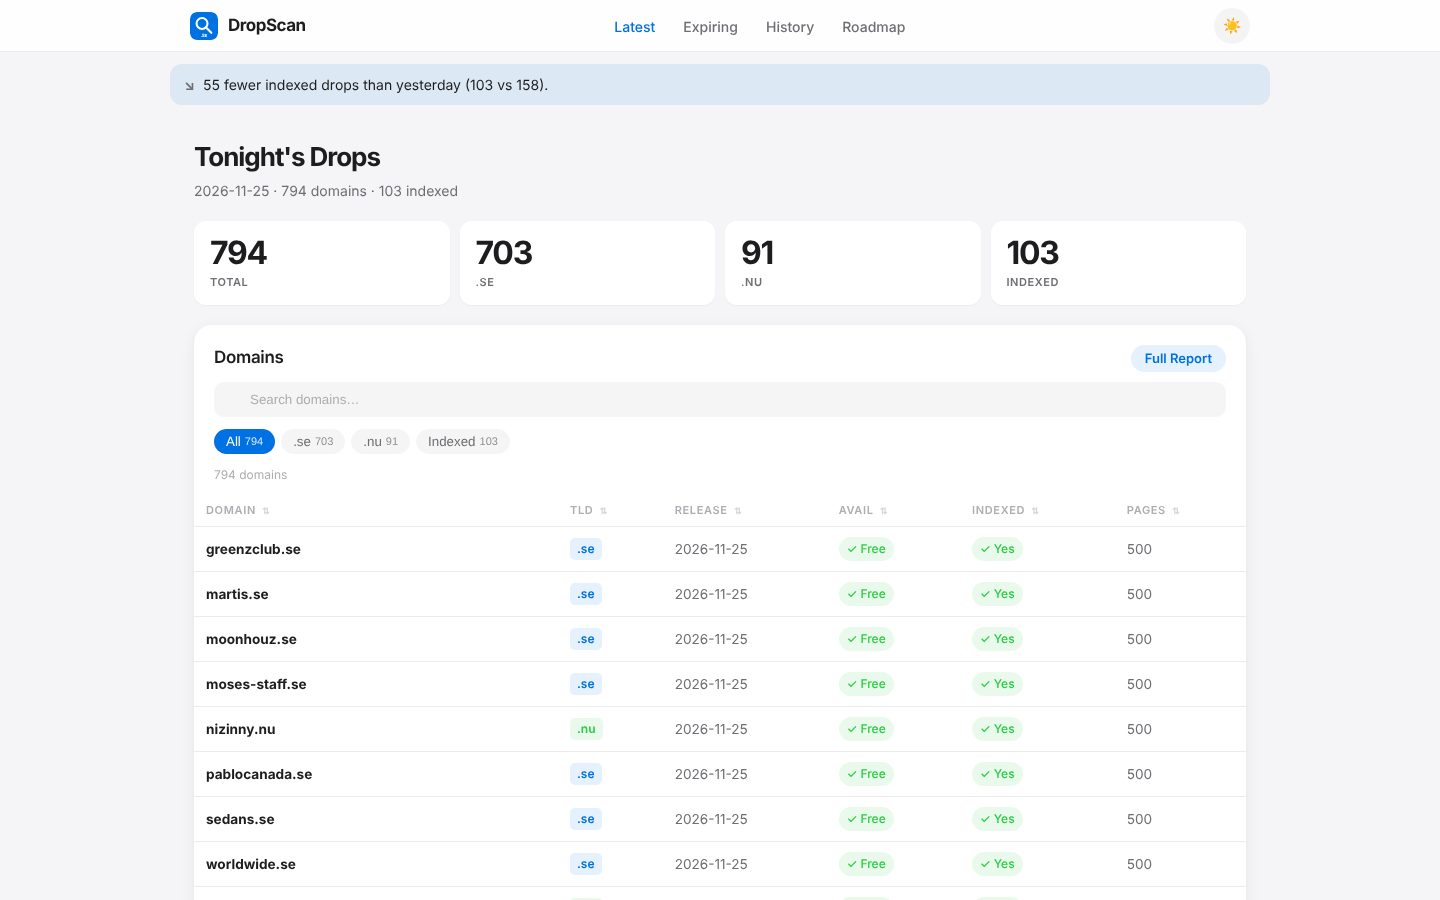 DropScan
Latest
Expiring
History
Roadmap
55 fewer indexed drops than yesterday (103 vs 158).
Tonight's Drops
2026-11-25 · 794 domains · 103 indexed
794
TOTAL
703
.SE
91
.NU
103
INDEXED
Domains
Full Report
Search domains...
All 794
.se 703
.nu 91
Indexed 103
794 domains
DOMAIN TLD RELEASE AVAIL INDEXED PAGES
greenzclub.se .se 2026-11-25 ✓ Free ✓ Yes 500
martis.se .se 2026-11-25 ✓ Free ✓ Yes 500
moonhouz.se .se 2026-11-25 ✓ Free ✓ Yes 500
moses-staff.se .se 2026-11-25 ✓ Free ✓ Yes 500
nizinny.nu .nu 2026-11-25 ✓ Free ✓ Yes 500
pablocanada.se .se 2026-11-25 ✓ Free ✓ Yes 500
sedans.se .se 2026-11-25 ✓ Free ✓ Yes 500
worldwide.se .se 2026-11-25 ✓ Free ✓ Yes 500